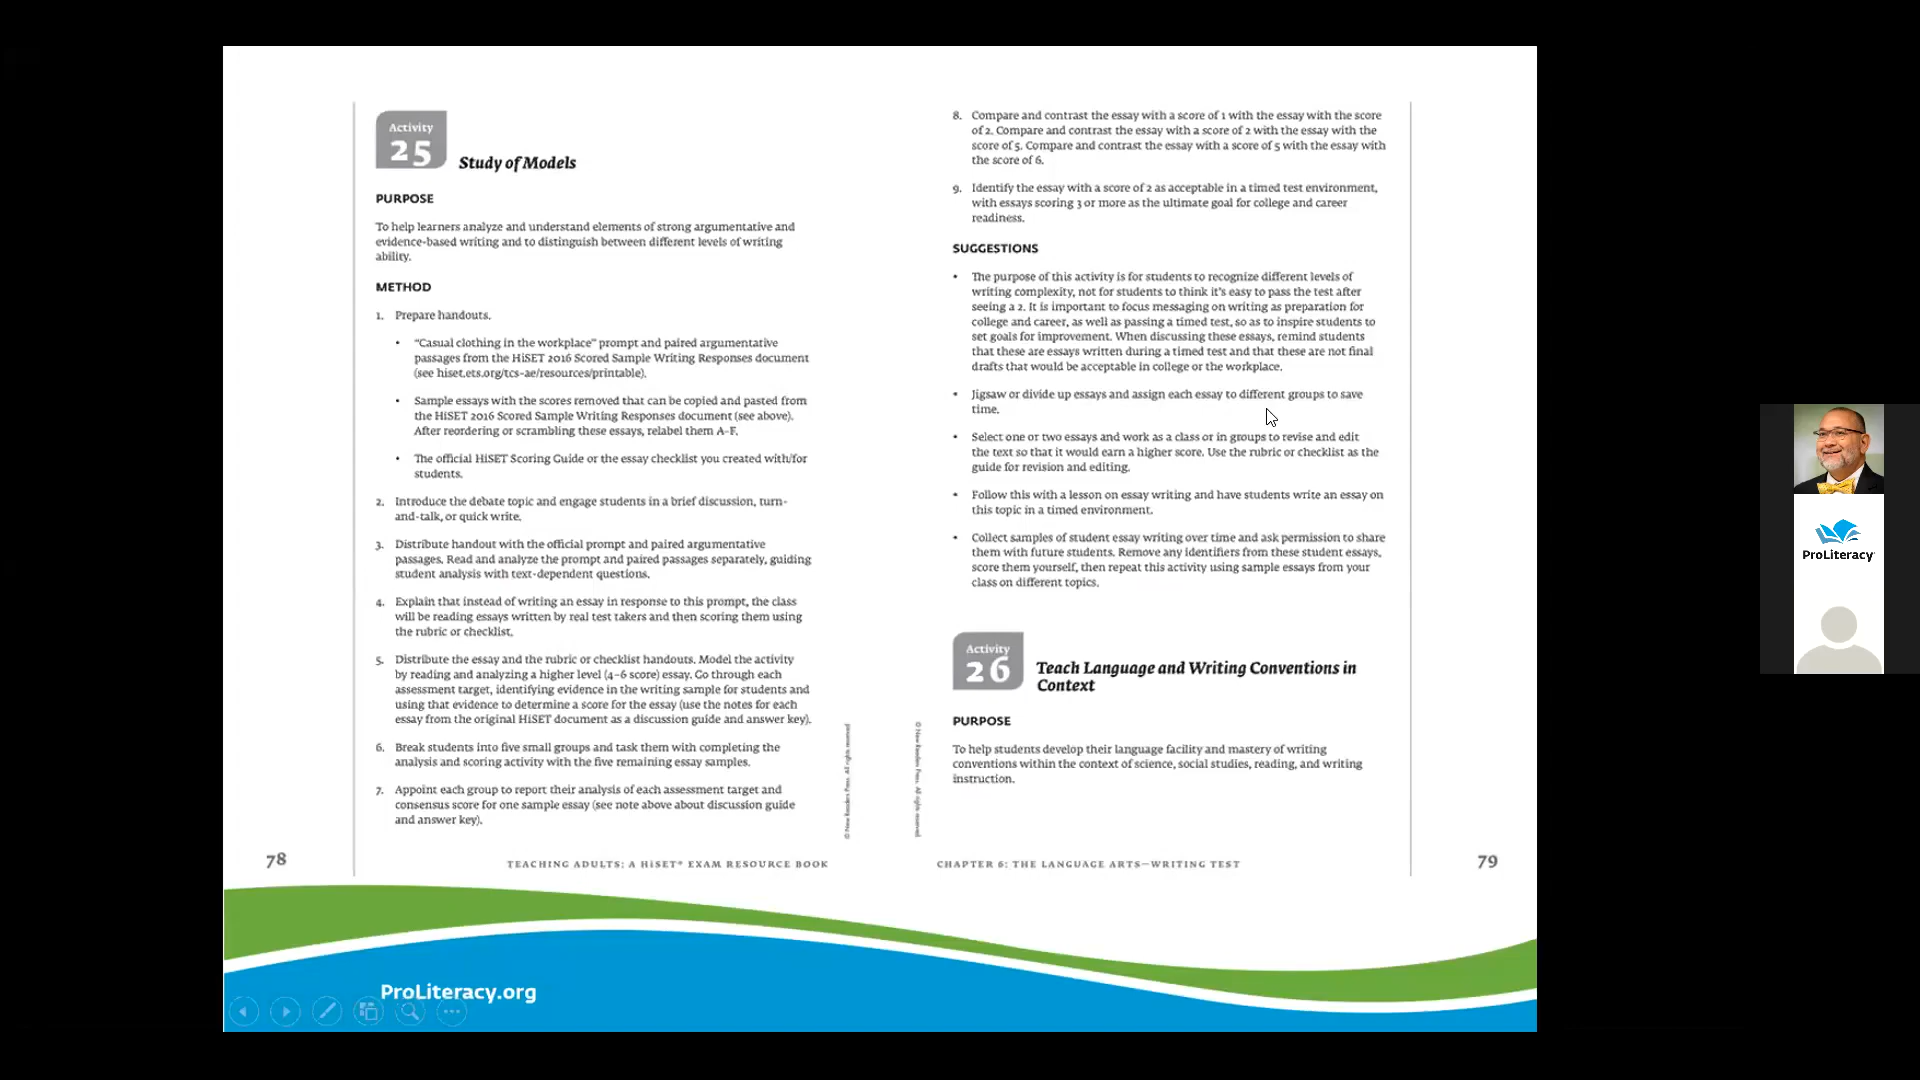 Activity
25
Study of Models
PURPOSE
To help learners analyze and understand elements of strong argumentative and
evidence-based writing and to distinguish between different levels of writing
ability.
METHOD
1. Prepare handouts.
• “Casual clothing in the workplace” prompt and paired argumentative
passages from the HiSET 2016 Scored Sample Writing Responses document
(see hiset.ets.org/tcs-ae/resources/printable).
• Sample essays with the scores removed that can be copied and pasted from
the HiSET 2016 Scored Sample Writing Responses document (see above).
After reordering or scrambling these essays, relabel them A–F.
• The official HiSET Scoring Guide or the essay checklist you created with/for
students.
2. Introduce the debate topic and engage students in a brief discussion, turn-
and-talk, or quick write.
3. Distribute handout with the official prompt and paired argumentative
passages. Read and analyze the prompt and paired passages separately, guiding
student analysis with text-dependent questions.
4. Explain that instead of writing an essay in response to this prompt, the class
will be reading essays written by real test takers and then scoring them using
the rubric or checklist.
5. Distribute the essay and the rubric or checklist handouts. Model the activity
by reading and analyzing a higher level (4–6 score) essay. Go through each
assessment target, identifying evidence in the writing sample for students and
using that evidence to determine a score for the essay (use the notes for each
essay from the original HiSET document as a discussion guide and answer key).
6. Break students into five small groups and task them with completing the
analysis and scoring activity with the five remaining essay samples.
7. Appoint each group to report their analysis of each assessment target and
consensus score for one sample essay (see note above about discussion guide
and answer key).
© New Readers Press. All rights reserved
78
TEACHING ADULTS: A HiSET® EXAM RESOURCE BOOK
8. Compare and contrast the essay with a score of 1 with the essay with the score
of 2. Compare and contrast the essay with a score of 2 with the essay with the
score of 5. Compare and contrast the essay with a score of 5 with the essay with
the score of 6.
9. Identify the essay with a score of 2 as acceptable in a timed test environment,
with essays scoring 3 or more as the ultimate goal for college and career
readiness.
SUGGESTIONS
• The purpose of this activity is for students to recognize different levels of
writing complexity, not for students to think it’s easy to pass the test after
seeing a 2. It is important to focus messaging on writing as preparation for
college and career, as well as passing a timed test, so as to inspire students to
set goals for improvement. When discussing these essays, remind students
that these are essays written during a timed test and that these are not final
drafts that would be acceptable in college or the workplace.
• Jigsaw or divide up essays and assign each essay to different groups to save
time.
• Select one or two essays and work as a class or in groups to revise and edit
the text so that it would earn a higher score. Use the rubric or checklist as the
guide for revision and editing.
• Follow this with a lesson on essay writing and have students write an essay on
this topic in a timed environment.
• Collect samples of student essay writing over time and ask permission to share
them with future students. Remove any identifiers from these student essays,
score them yourself, then repeat this activity using sample essays from your
class on different topics.
Activity
26
Teach Language and Writing Conventions in
Context
PURPOSE
To help students develop their language facility and mastery of writing
conventions within the context of science, social studies, reading, and writing
instruction.
© New Readers Press. All rights reserved
CHAPTER 6: THE LANGUAGE ARTS—WRITING TEST
79
ProLiteracy.org
ProLiteracy